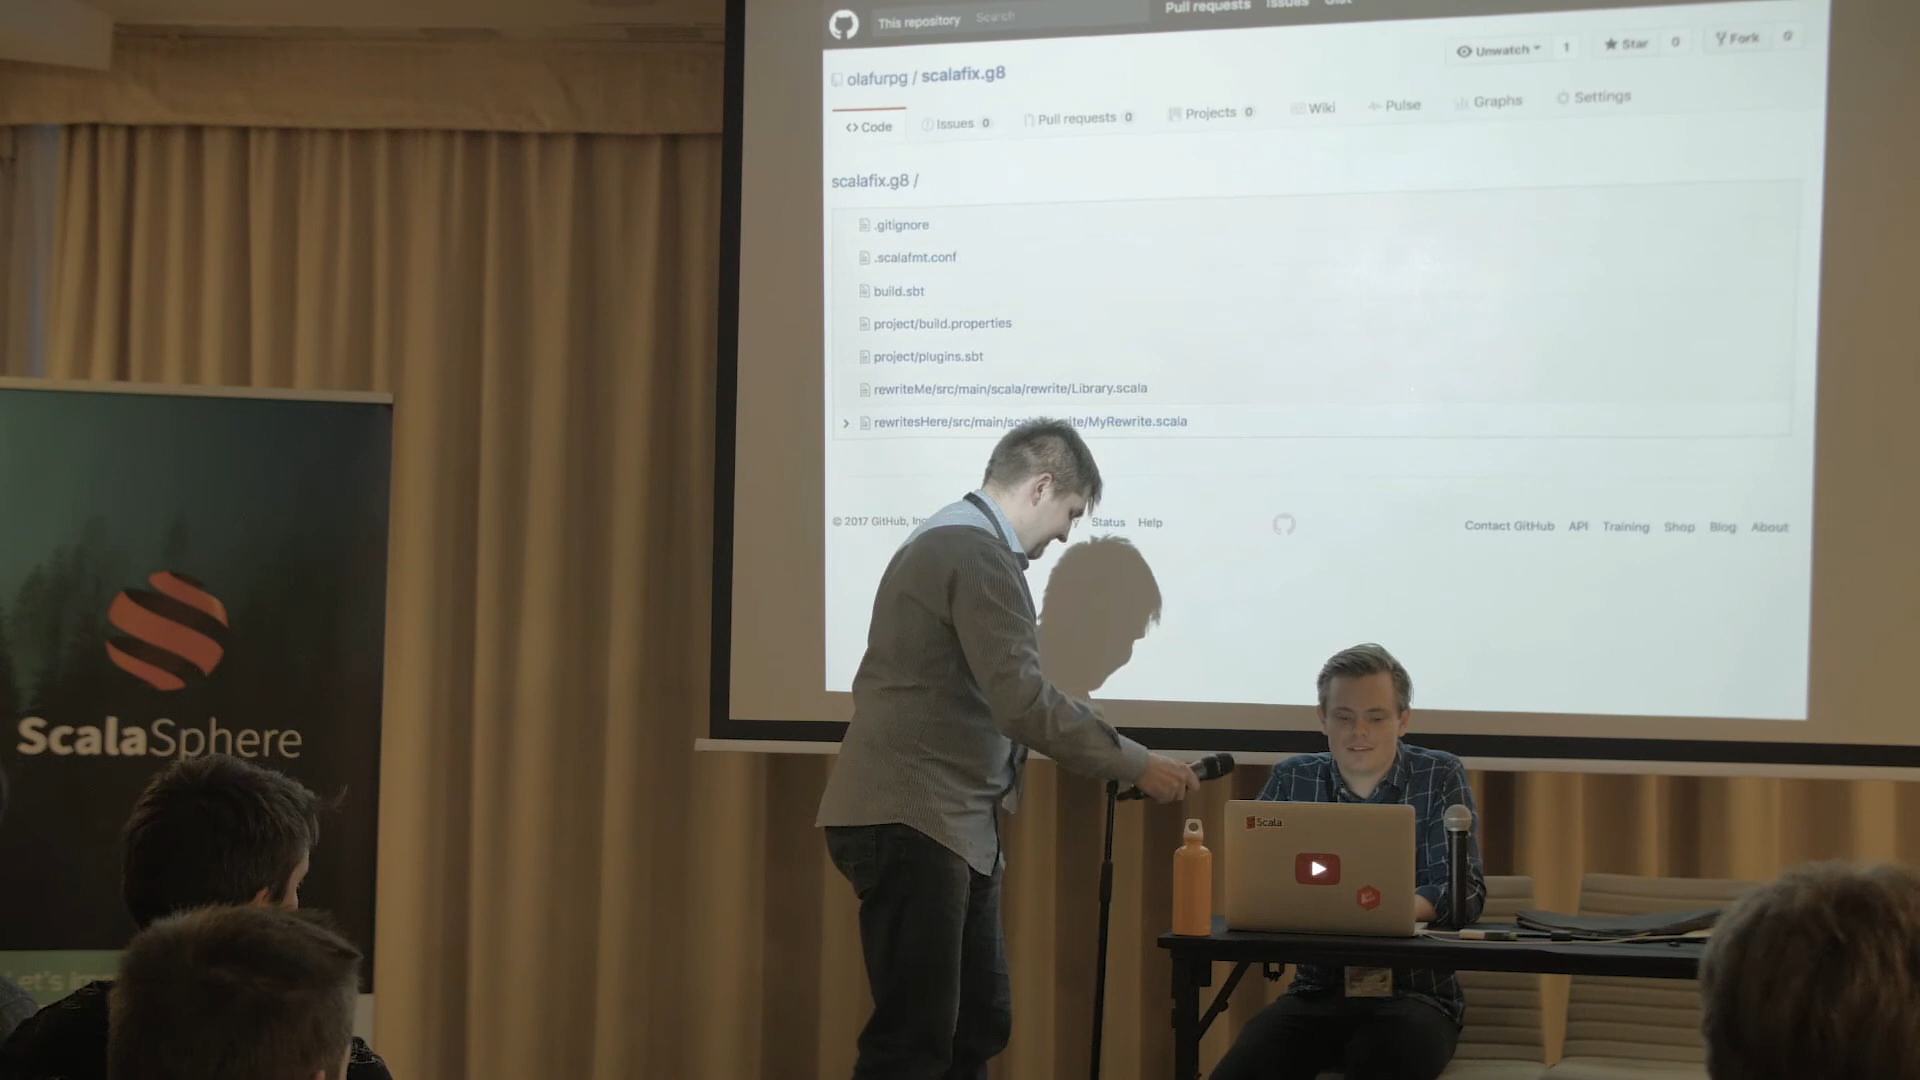 This repository Search
Pull requests Issues Gist
Unwatch 1 Star 0 Fork 0
olafurpg / scalafix.g8
Code Issues 0 Pull requests 0 Projects 0 Wiki Pulse Graphs Settings
scalafix.g8 /
.gitignore
.scalafmt.conf
build.sbt
project/build.properties
project/plugins.sbt
rewriteMe/src/main/scala/rewrite/Library.scala
rewritesHere/src/main/scala ite/MyRewrite.scala
© 2017 GitHub, Inc Status Help
Contact GitHub API Training Shop Blog About
ScalaSphere
Let's
Scala